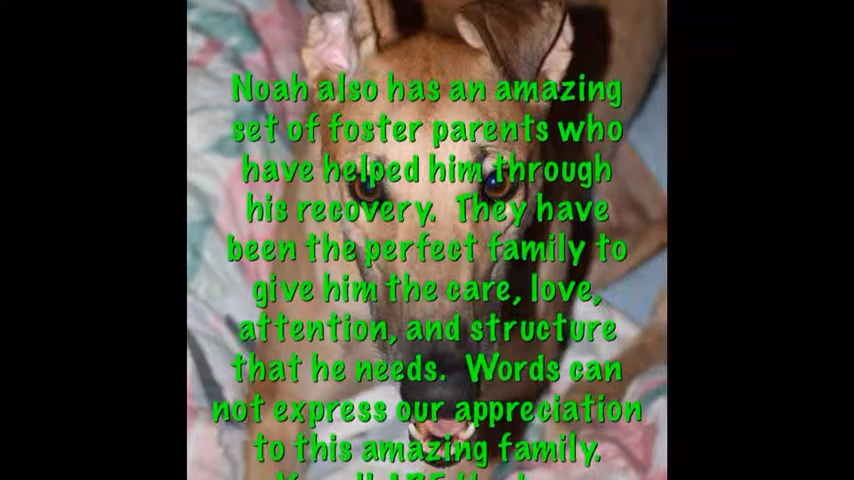 Noah also has an amazing
set of foster parents who
have helped him through
his recovery. They have
been the perfect family to
give him the care, love,
attention, and structure
that he needs. Words can
not express our appreciation
to this amazing family.